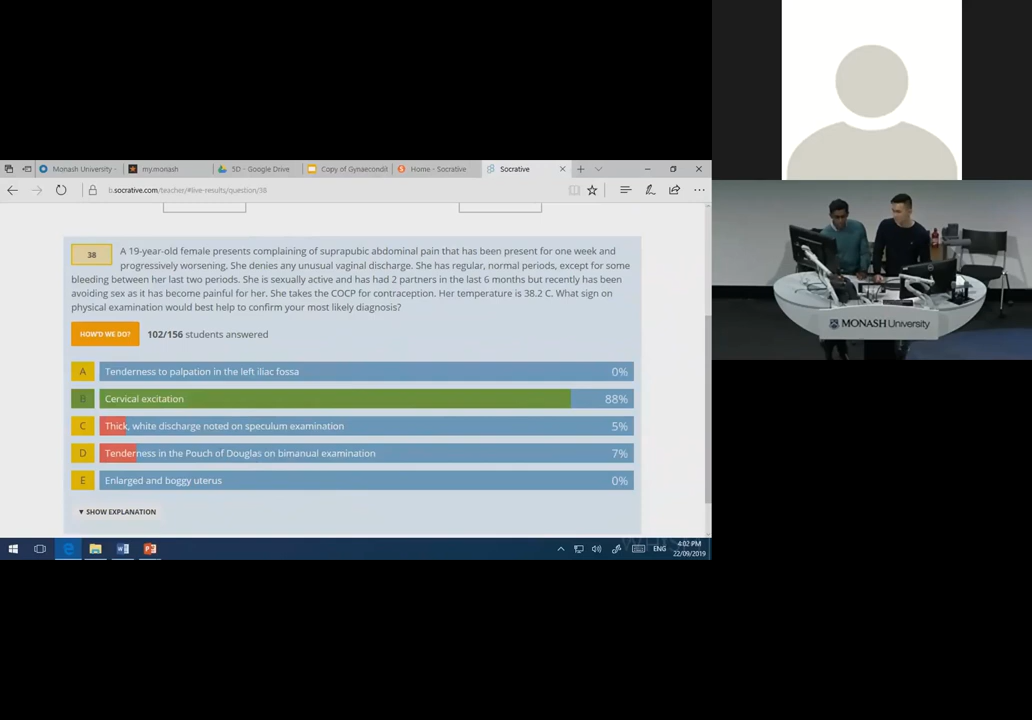 Monash University -
my.monash
5D - Google Drive
Copy of Gynaecondit
Home - Socrative
Socrative
b.socrative.com/teacher/#live-results/question/38
38
A 19-year-old female presents complaining of suprapubic abdominal pain that has been present for one week and
progressively worsening. She denies any unusual vaginal discharge. She has regular, normal periods, except for some
bleeding between her last two periods. She is sexually active and has had 2 partners in the last 6 months but recently has been
avoiding sex as it has become painful for her. She takes the COCP for contraception. Her temperature is 38.2 C. What sign on
physical examination would best help to confirm your most likely diagnosis?
HOW'D WE DO?
102/156 students answered
A Tenderness to palpation in the left iliac fossa 0%
B Cervical excitation 88%
C Thick, white discharge noted on speculum examination 5%
D Tenderness in the Pouch of Douglas on bimanual examination 7%
E Enlarged and boggy uterus 0%
▼ SHOW EXPLANATION
ENG
4:02 PM
22/09/2019
MONASH University